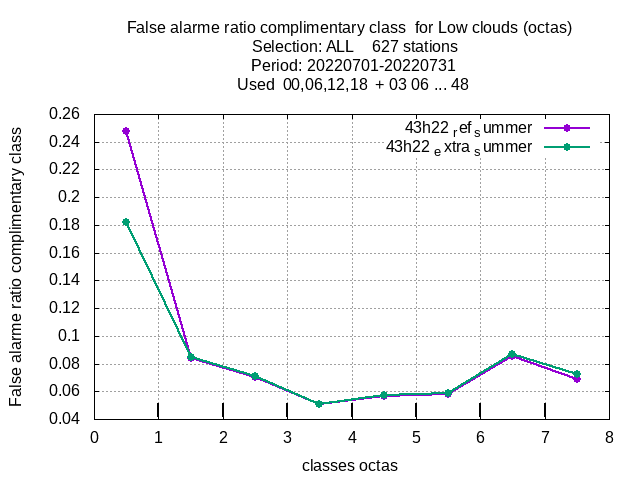 False alarme ratio complimentary class  for Low clouds (octas)
Selection: ALL    627 stations
Period: 20220701-20220731
Used  00,06,12,18  + 03 06 ... 48
43h22 ref summer
43h22 extra summer
False alarme ratio complimentary class
0.26
0.24
0.22
0.2
0.18
0.16
0.14
0.12
0.1
0.08
0.06
0.04
0 1 2 3 4 5 6 7 8
classes octas